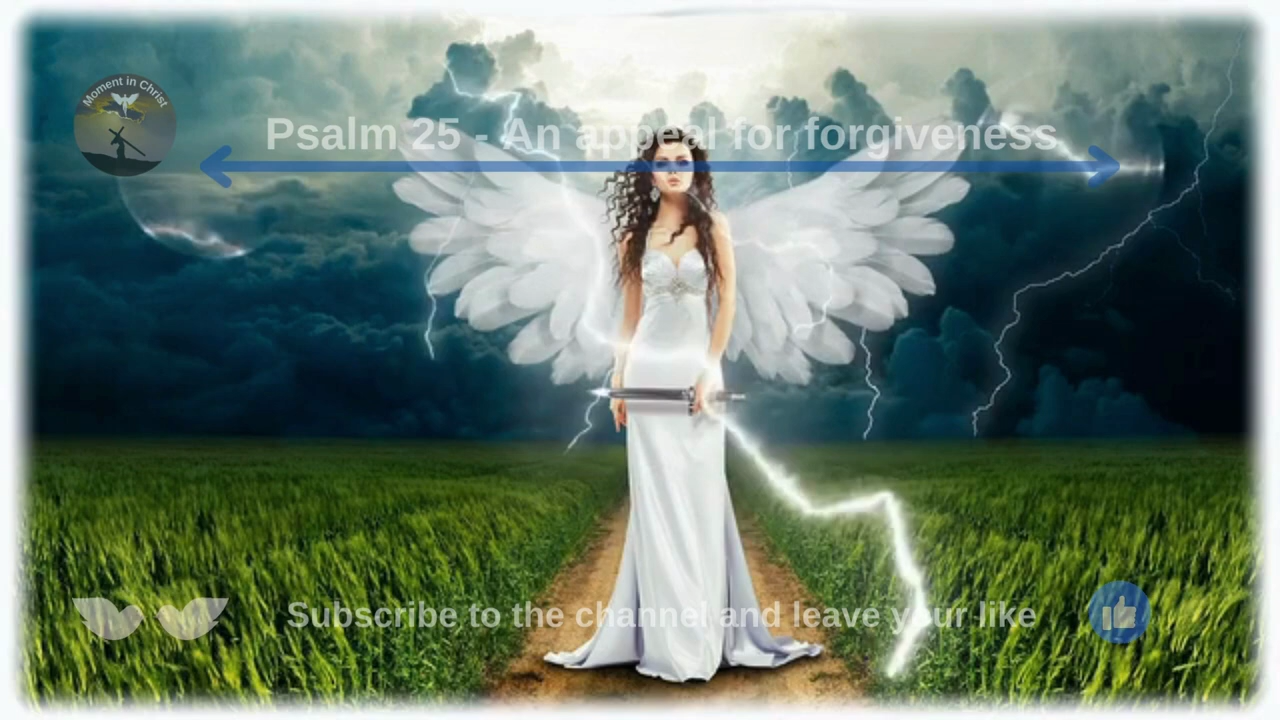 Moment in Christ
Psalm 25 - An appeal for forgiveness
Subscribe to the channel and leave your like